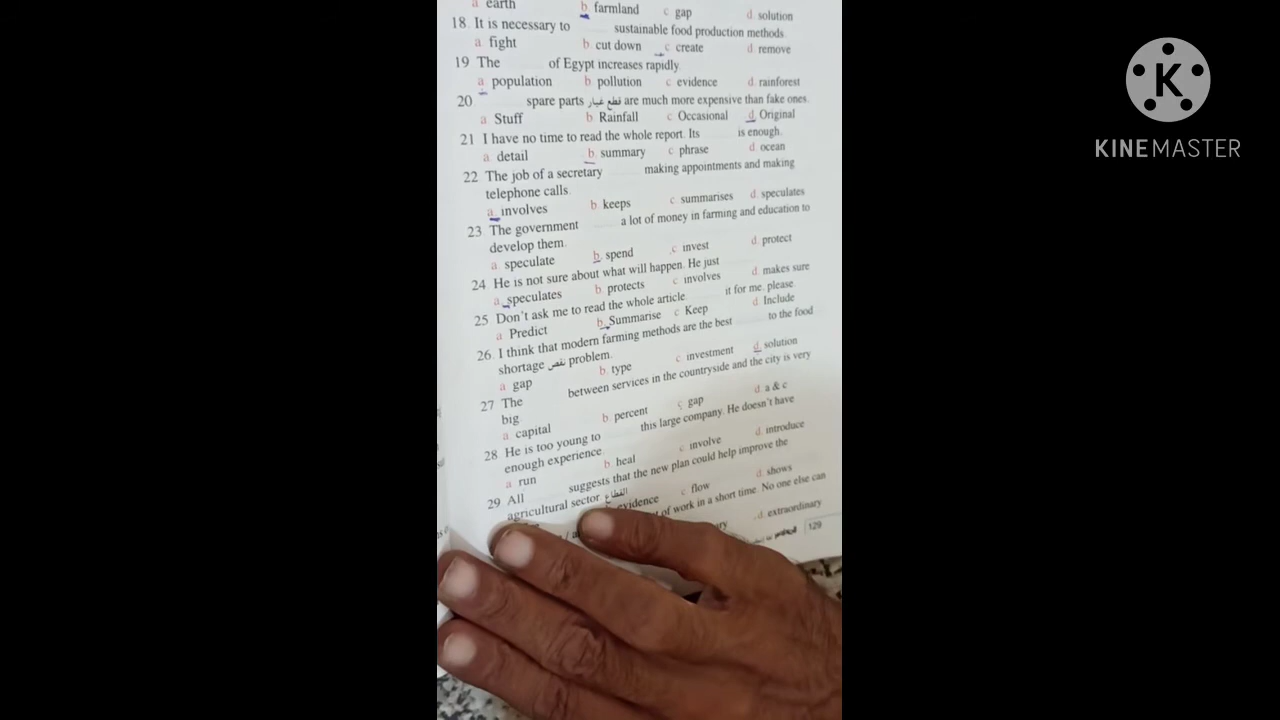 a earth b. farmland c gap d. solution
18. It is necessary to sustainable food production methods.
a. fight b. cut down c create d. remove
19 The of Egypt increases rapidly.
a. population b. pollution c evidence d. rainforest
20 spare parts قطع غيار are much more expensive than fake ones.
a Stuff b Rainfall c Occasional d. Original
21 I have no time to read the whole report. Its is enough.
a. detail b. summary c phrase d. ocean
22 The job of a secretary making appointments and making
telephone calls.
a. involves b. keeps c. summarises d. speculates
23 The government a lot of money in farming and education to
develop them.
a. speculate b. spend c. invest d. protect
24 He is not sure about what will happen. He just
a. speculates b. protects c involves d. makes sure
25 Don't ask me to read the whole article. it for me, please.
a Predict b. Summarise c Keep d Include
26. I think that modern farming methods are the best to the food
shortage نقص problem.
a gap b. type c investment d. solution
27 The between services in the countryside and the city is very
big.
a. capital b. percent c gap d. a & c
28 He is too young to this large company. He doesn't have
enough experience.
a run b heal c involve d. introduce
29 All suggests that the new plan could help improve the
agricultural sector القطاع
evidence c flow d. shows
of work in a short time. No one else can
d. extraordinary
129
K
KINEMASTER